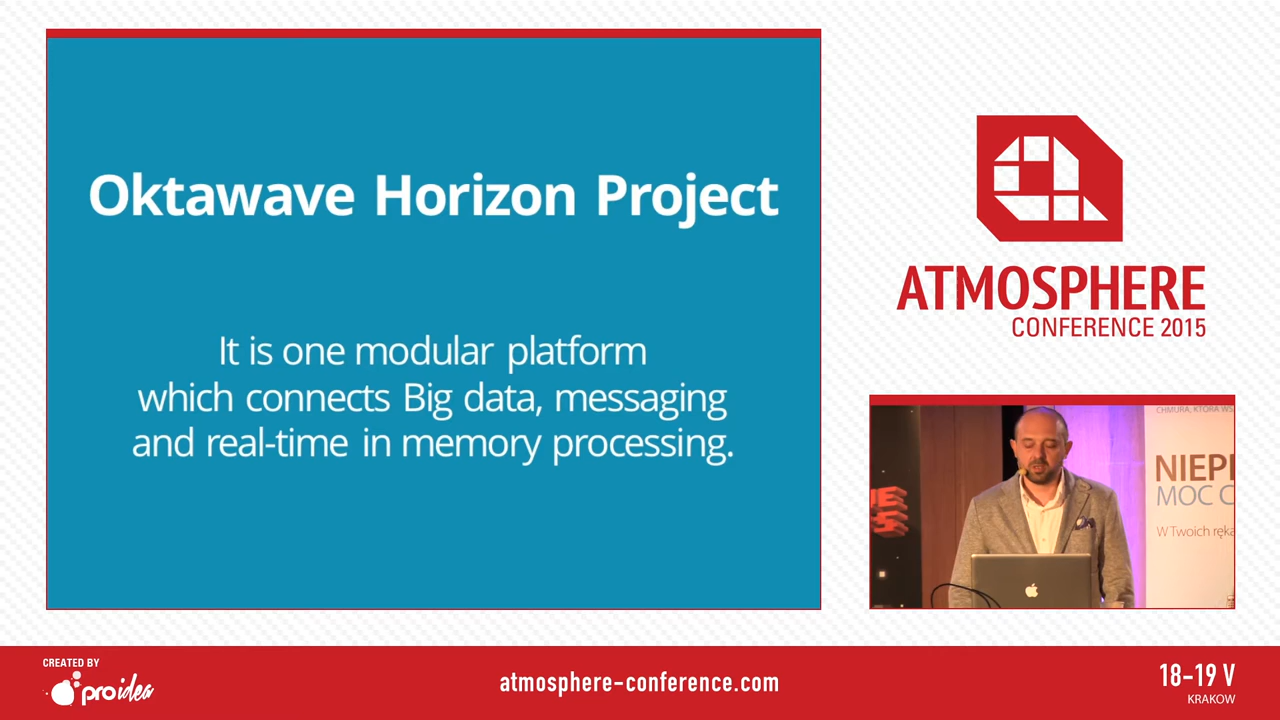 Oktawave Horizon Project
It is one modular platform
which connects Big data, messaging
and real-time in memory processing.
ATMOSPHERE
CONFERENCE 2015
NIEP
MOC C
W Twoich ręka
CREATED BY
proidea
atmosphere-conference.com
18-19 V
KRAKOW